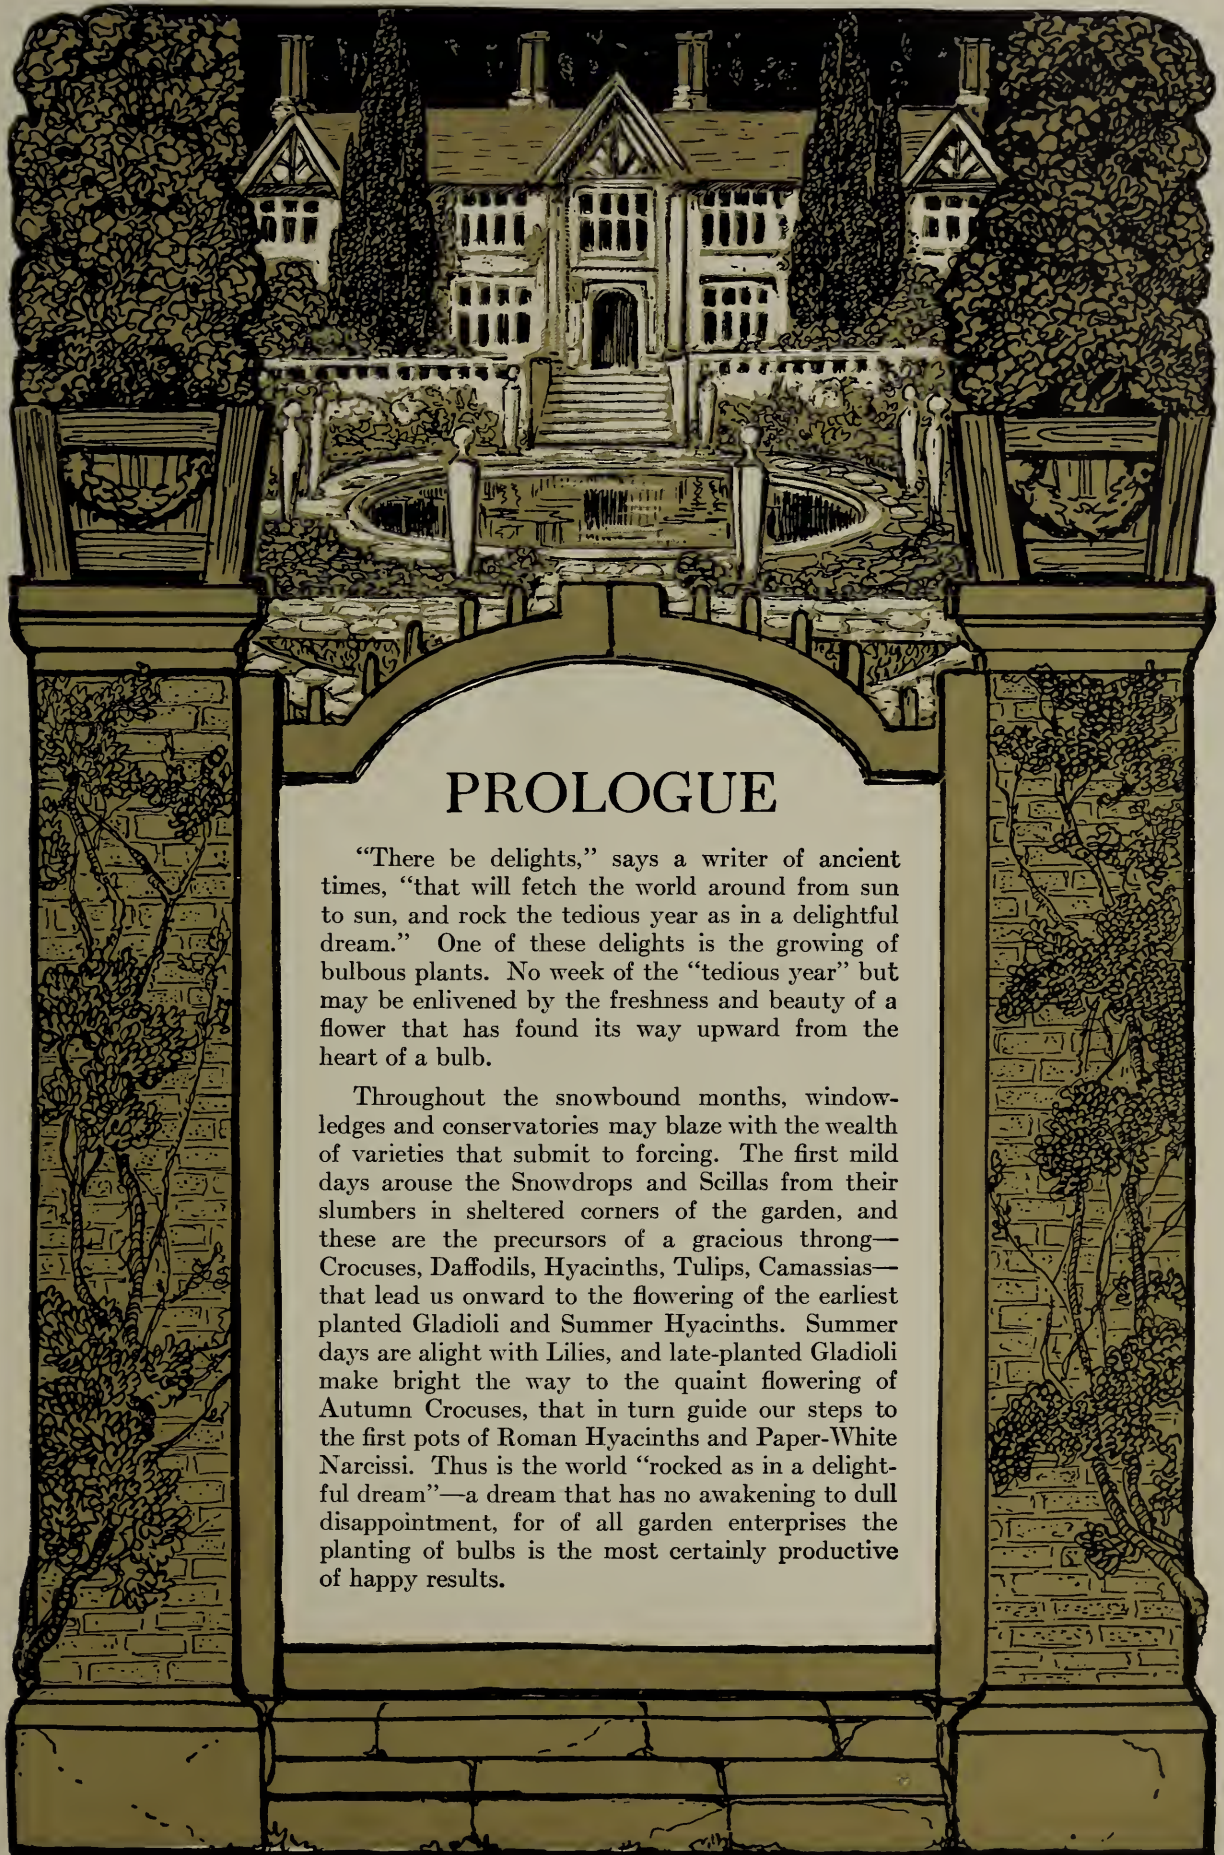 PROLOGUE
“There be delights,” says a writer of ancient
times, “that will fetch the world around from sun
to sun, and rock the tedious year as in a delightful
dream.” One of these delights is the growing of
bulbous plants. No week of the “tedious year” but
may be enlivened by the freshness and beauty of a
flower that has found its way upward from the
heart of a bulb.
Throughout the snowbound months, window-
ledges and conservatories may blaze with the wealth
of varieties that submit to forcing. The first mild
days arouse the Snowdrops and Scillas from their
slumbers in sheltered corners of the garden, and
these are the precursors of a gracious throng—
Crocuses, Daffodils, Hyacinths, Tulips, Camassias—
that lead us onward to the flowering of the earliest
planted Gladioli and Summer Hyacinths. Summer
days are alight with Lilies, and late-planted Gladioli
make bright the way to the quaint flowering of
Autumn Crocuses, that in turn guide our steps to
the first pots of Roman Hyacinths and Paper-White
Narcissi. Thus is the world “rocked as in a delight-
ful dream”—a dream that has no awakening to dull
disappointment, for of all garden enterprises the
planting of bulbs is the most certainly productive
of happy results.